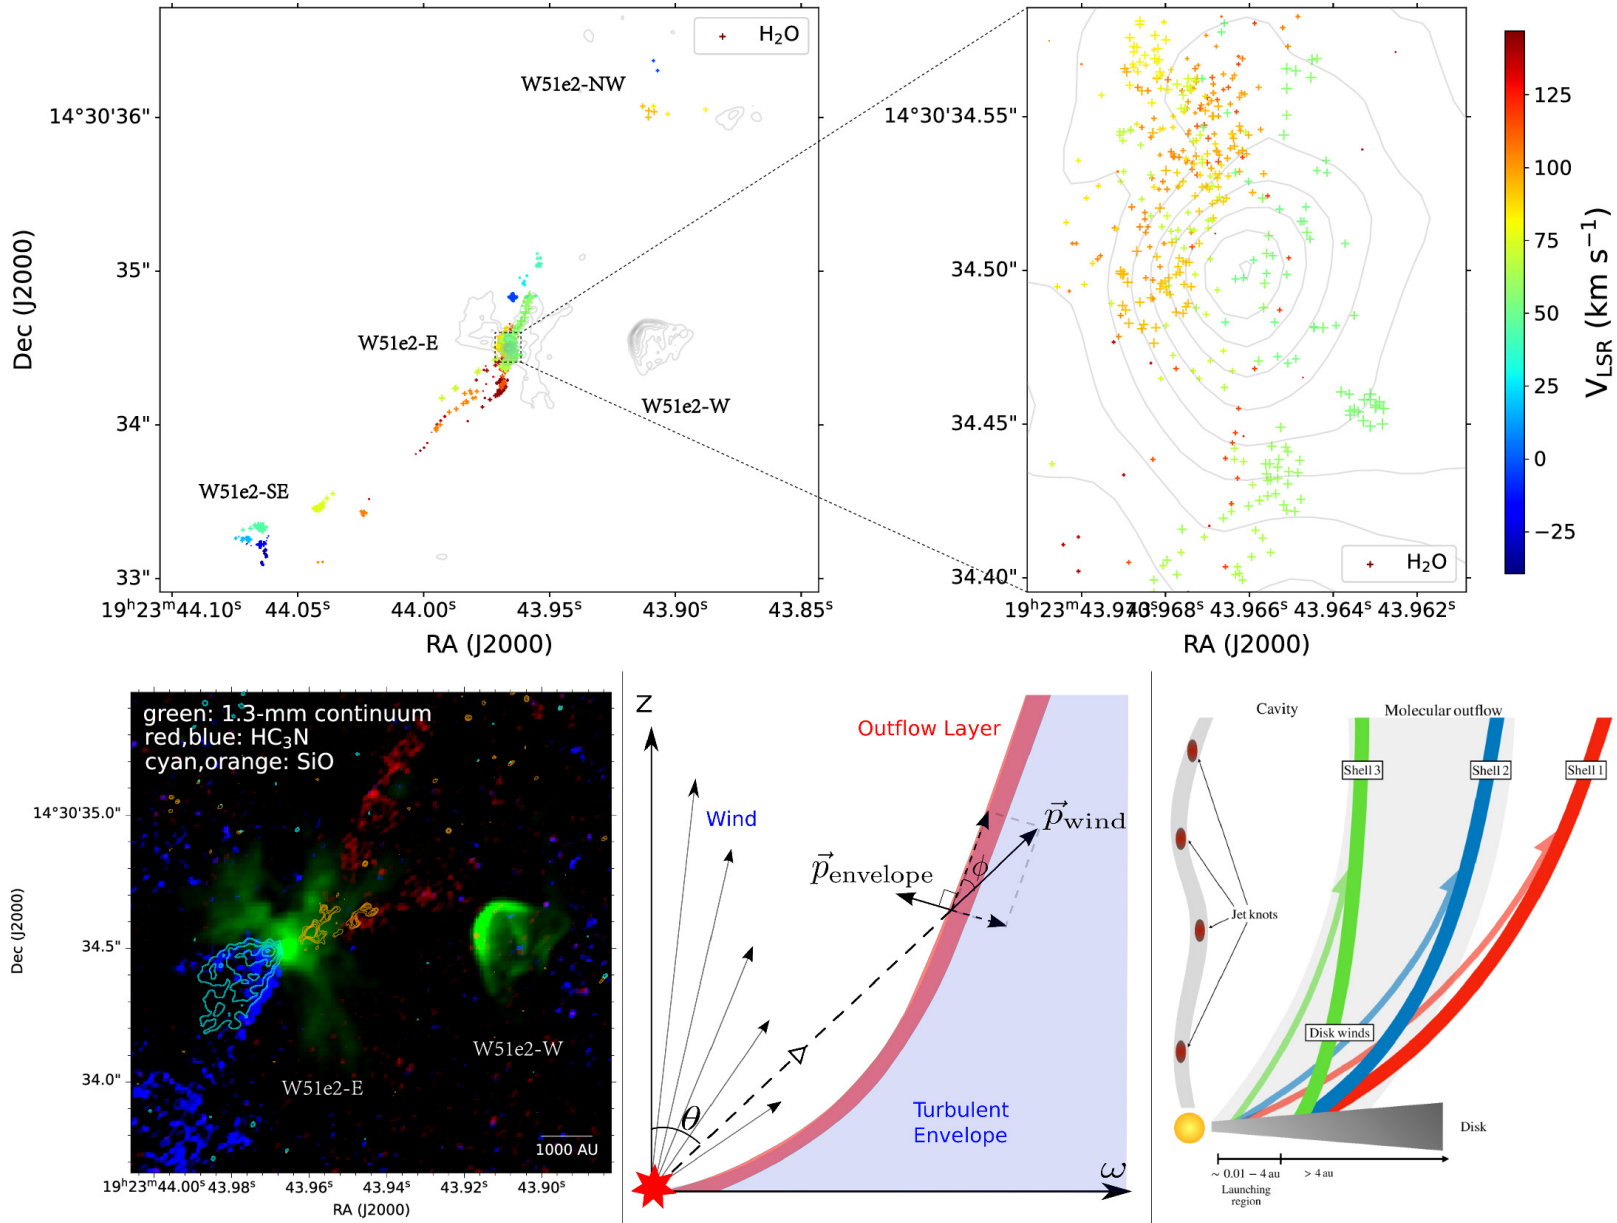 H₂O
W51e2-NW
14°30'36"
35"
W51e2-E
34"
W51e2-W
W51e2-SE
33"
19ʰ23ᵐ44.10ˢ 44.05ˢ 44.00ˢ 43.95ˢ 43.90ˢ 43.85ˢ
RA (J2000)
Dec (J2000)
14°30'34.55"
34.50"
34.45"
34.40"
H₂O
19ʰ23ᵐ43.970ˢ 43.968ˢ 43.966ˢ 43.964ˢ 43.962ˢ
RA (J2000)
125
100
75
50
25
0
−25
V_LSR (km s⁻¹)
green: 1.3-mm continuum
red,blue: HC₃N
cyan,orange: SiO
14°30'35.0"
34.5"
34.0"
Dec (J2000)
W51e2-W
W51e2-E
1000 AU
19ʰ23ᵐ44.00ˢ 43.98ˢ 43.96ˢ 43.94ˢ 43.92ˢ 43.90ˢ
RA (J2000)
z
Outflow Layer
Wind
p⃗_wind
ϕ
p⃗_envelope
θ
Turbulent
Envelope
ω
Cavity
Molecular outflow
Shell 3
Shell 2
Shell 1
Jet knots
Disk winds
Disk
~ 0.01 − 4 au
> 4 au
Launching
region